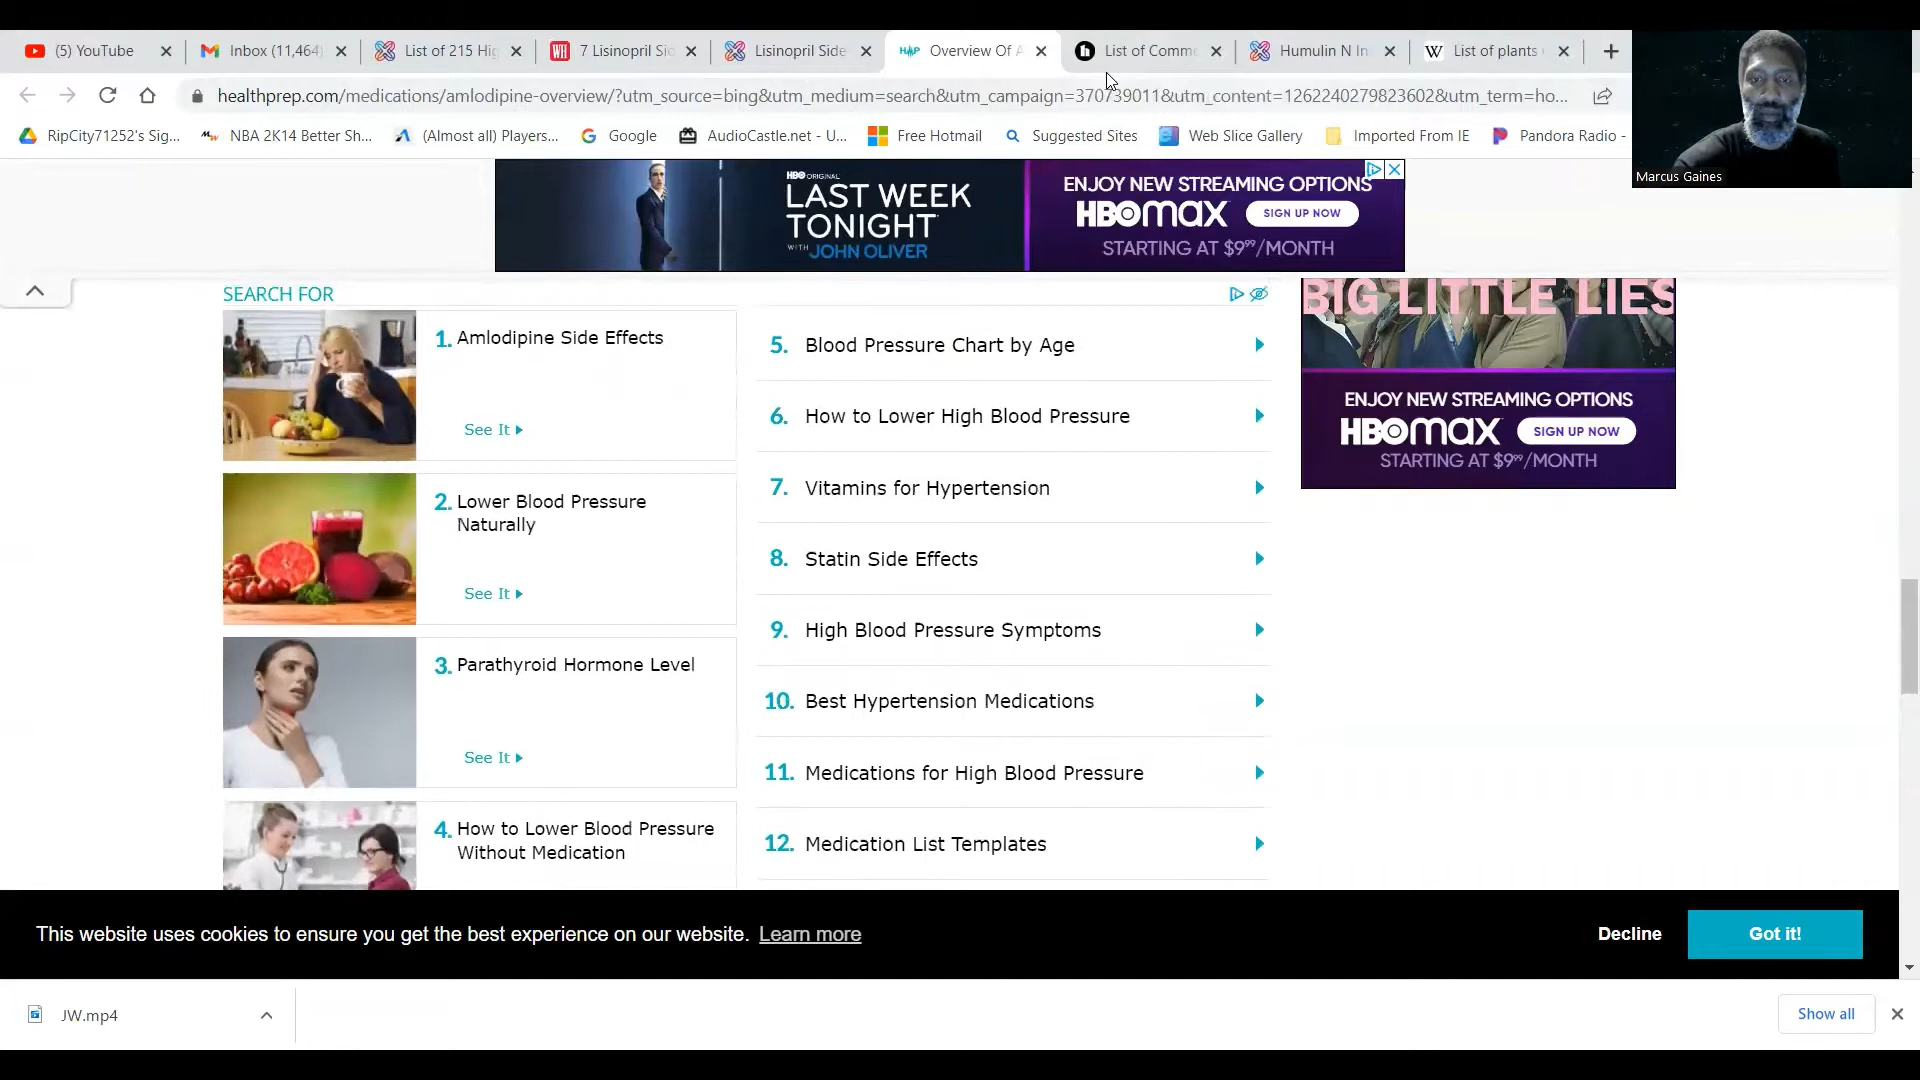 (5) YouTube
Inbox (11,464)
List of 215 Hig
7 Lisinopril Sid
Lisinopril Side
Overview Of A
List of Comm
Humulin N In
List of plants
healthprep.com/medications/amlodipine-overview/?utm_source=bing&utm_medium=search&utm_campaign=370739011&utm_content=1262240279823602&utm_term=ho...
RipCity71252's Sig...
NBA 2K14 Better Sh...
(Almost all) Players...
Google
AudioCastle.net - U...
Free Hotmail
Suggested Sites
Web Slice Gallery
Imported From IE
Pandora Radio -
Marcus Gaines
HBO ORIGINAL
LAST WEEK
TONIGHT
WITH JOHN OLIVER
ENJOY NEW STREAMING OPTIONS
HBOmax SIGN UP NOW
STARTING AT $9⁹⁹/MONTH
SEARCH FOR
1. Amlodipine Side Effects
See It
2. Lower Blood Pressure
Naturally
See It
3. Parathyroid Hormone Level
See It
4. How to Lower Blood Pressure
Without Medication
5. Blood Pressure Chart by Age
6. How to Lower High Blood Pressure
7. Vitamins for Hypertension
8. Statin Side Effects
9. High Blood Pressure Symptoms
10. Best Hypertension Medications
11. Medications for High Blood Pressure
12. Medication List Templates
BIG LITTLE LIES
ENJOY NEW STREAMING OPTIONS
HBOmax SIGN UP NOW
STARTING AT $9⁹⁹/MONTH
This website uses cookies to ensure you get the best experience on our website. Learn more
Decline
Got it!
JW.mp4
Show all